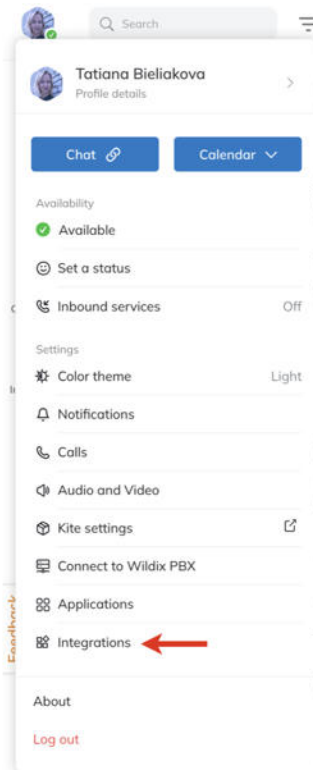 Search
Tatiana Bieliakova
Profile details
Chat
Calendar
Availability
Available
Set a status
Inbound services Off
Settings
Color theme Light
Notifications
Calls
Audio and Video
Kite settings
Connect to Wildix PBX
Applications
Feedback
Integrations
About
Log out